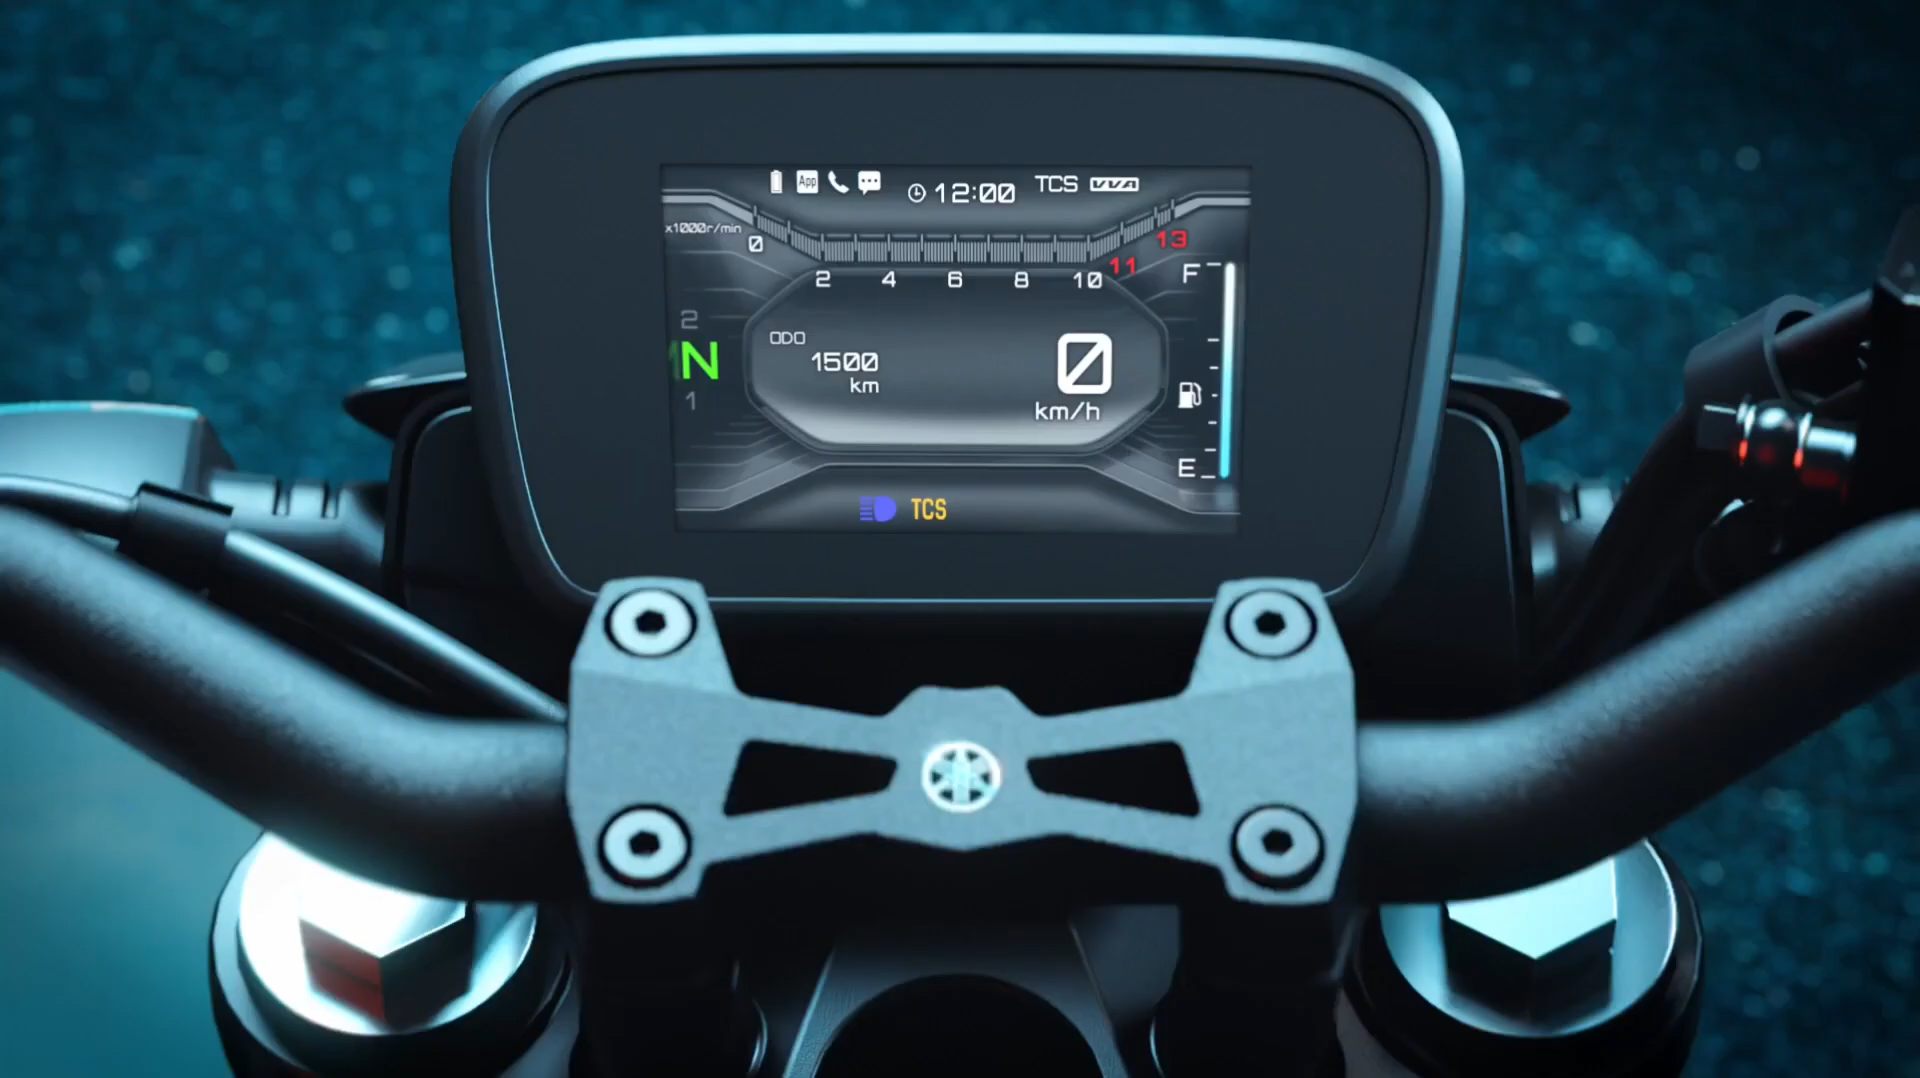 App 12:00 TCS VVA
x1000r/min
0 2 4 6 8 10 11 13
F
2
N
1
ODO
1500
km
0
km/h
E
TCS